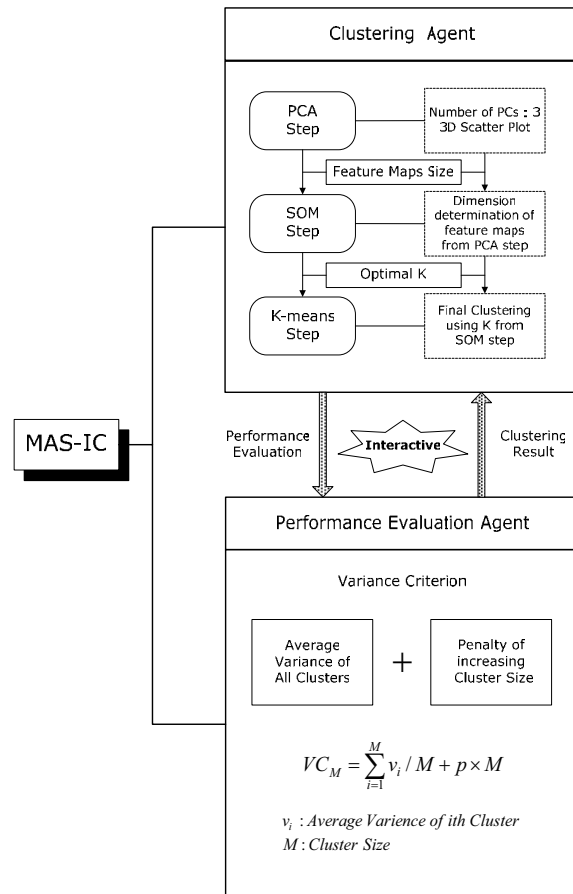 Clustering Agent
PCA
Step
Number of PCs : 3
3D Scatter Plot
Feature Maps Size
SOM
Step
Dimension
determination of
feature maps
from PCA step
Optimal K
K-means
Step
Final Clustering
using K from
SOM step
MAS-IC
Performance
Evaluation
Interactive
Clustering
Result
Performance Evaluation Agent
Variance Criterion
Average
Variance of
All Clusters
+
Penalty of
increasing
Cluster Size
VC_M = \sum_{i=1}^{M} v_i / M + p × M
v_i : Average Varience of ith Cluster
M : Cluster Size